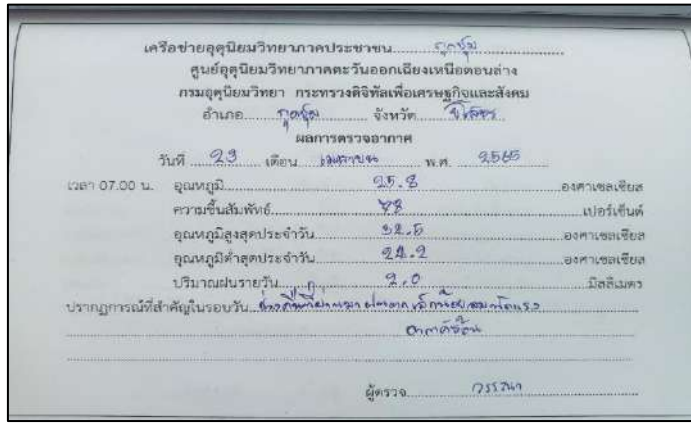 เครือข่ายอุตุนิยมวิทยาภาคประชาชน........กุดชุม........
ศูนย์อุตุนิยมวิทยาภาคตะวันออกเฉียงเหนือตอนล่าง
กรมอุตุนิยมวิทยา กระทรวงดิจิทัลเพื่อเศรษฐกิจและสังคม
อำเภอ........กุดชุม........ จังหวัด........ยโสธร........
ผลการตรวจอากาศ
วันที่ 23 เดือน เมษายน พ.ศ. 2565
เวลา 07.00 น. อุณหภูมิ........25.8........องศาเซลเซียส
ความชื้นสัมพัทธ์........78........เปอร์เซ็นต์
อุณหภูมิสูงสุดประจำวัน........32.5........องศาเซลเซียส
อุณหภูมิต่ำสุดประจำวัน........24.2........องศาเซลเซียส
ปริมาณฝนรายวัน........2.0........มิลลิเมตร
ปรากฏการณ์ที่สำคัญในรอบวัน ฝนตกเล็กน้อย
ผู้ตรวจ........วรรณา........